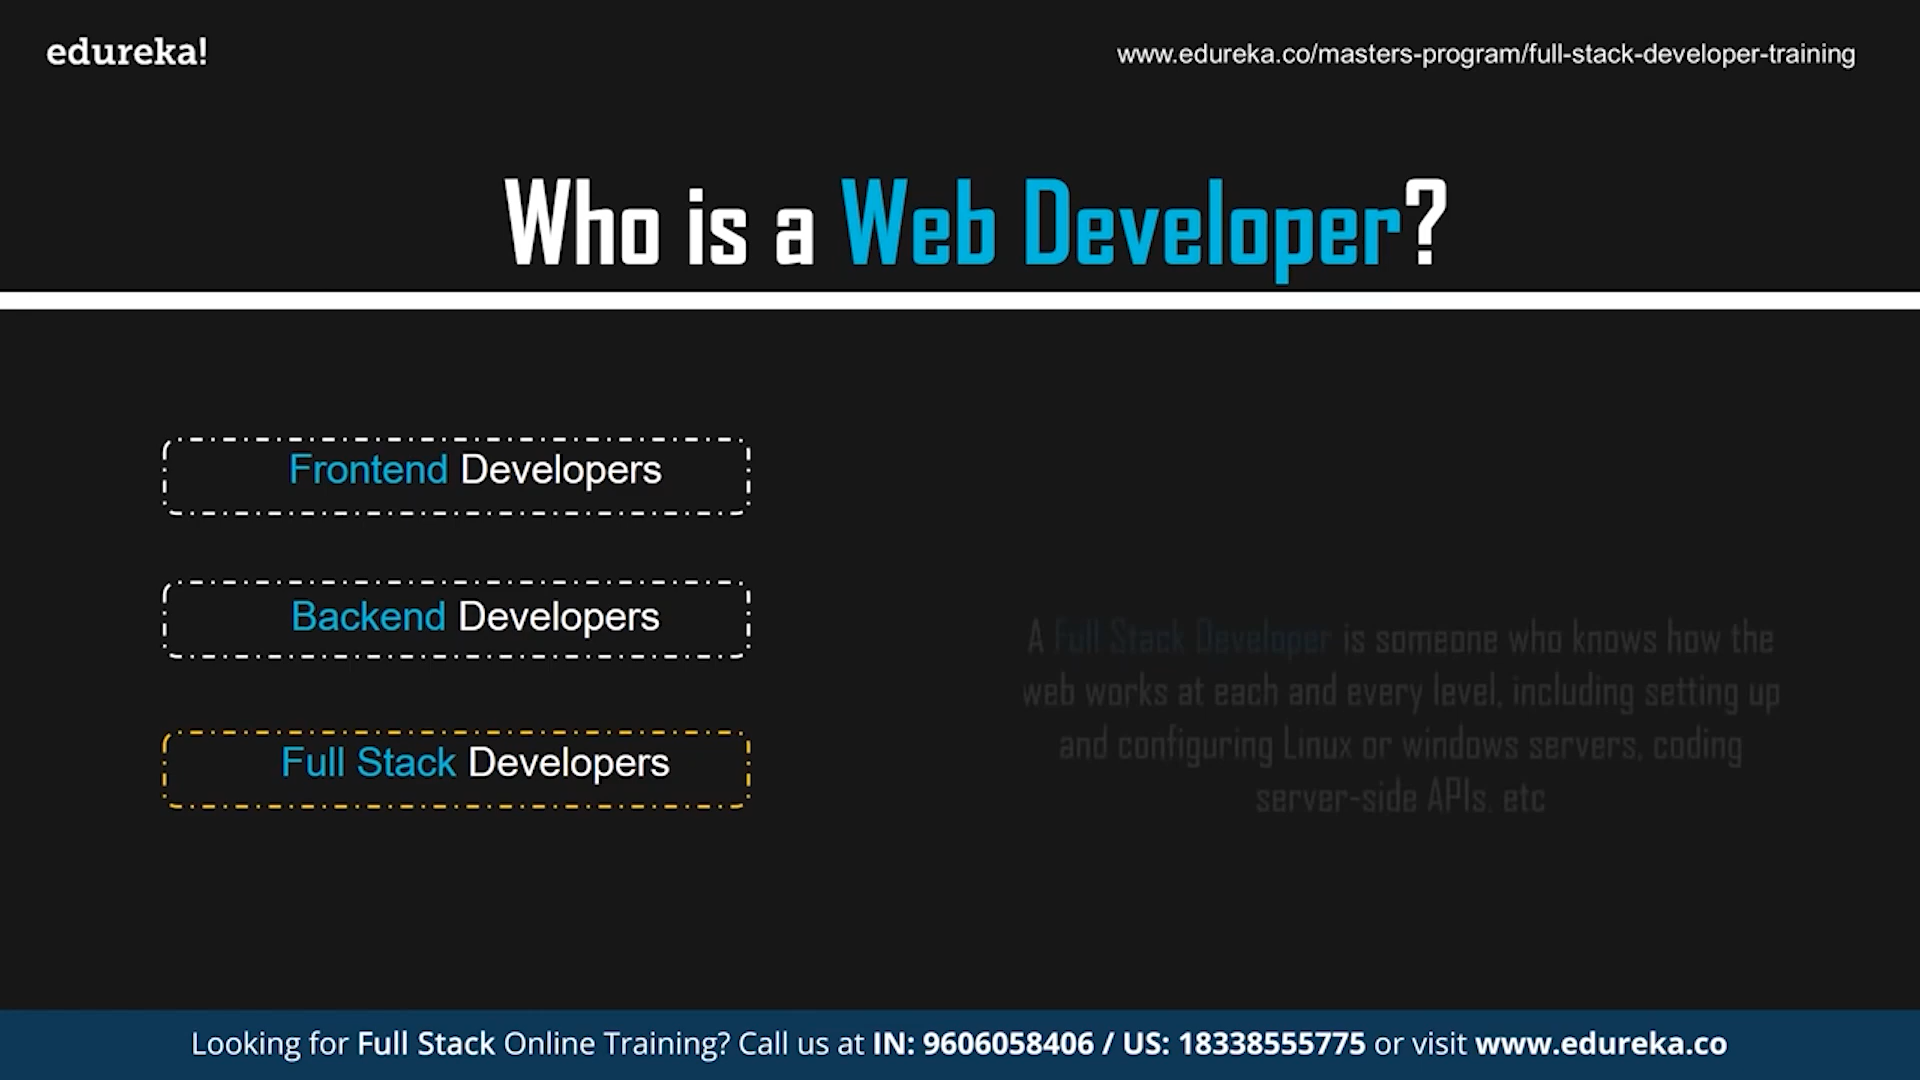 edureka!
www.edureka.co/masters-program/full-stack-developer-training
Who is a Web Developer?
Frontend Developers
Backend Developers
Full Stack Developers
A Full Stack Developer is someone who knows how the
web works at each and every level, including setting up
and configuring Linux or windows servers, coding
server-side APIs. etc
Looking for Full Stack Online Training? Call us at IN: 9606058406 / US: 18338555775 or visit www.edureka.co